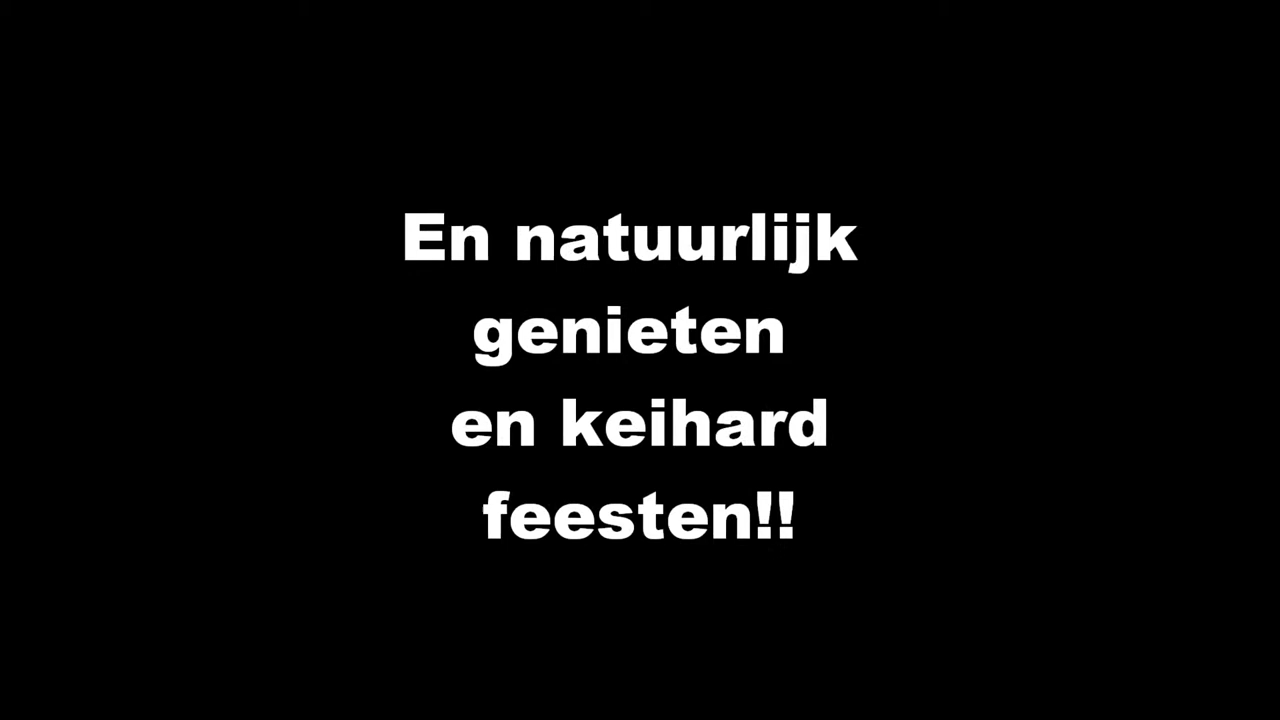 En natuurlijk
genieten
en keihard
feesten!!